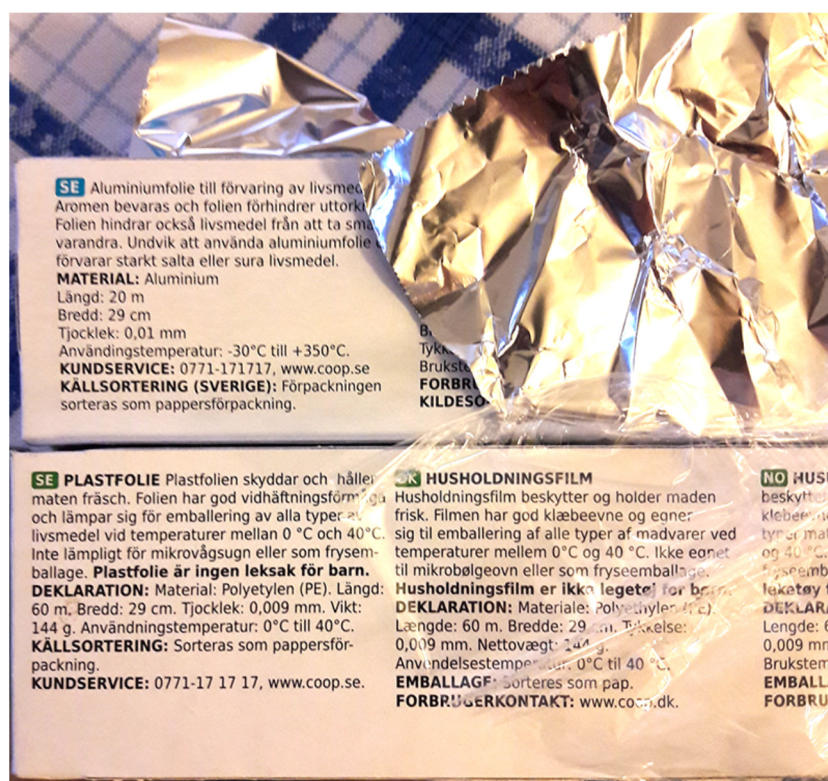 SE Aluminiumfolie till förvaring av
Aromen bevaras och folien förhindrer
Folien hindrar också livsmedel från att ta
varandra. Undvik att använda aluminiumfolie
förvarar starkt salta eller sura livsmedel.
MATERIAL: Aluminium
Längd: 20 m
Bredd: 29 cm
Tjocklek: 0,01 mm
Användingstemperatur: -30°C till +350°C.
KUNDSERVICE: 0771-171717, www.coop.se
KÄLLSORTERING (SVERIGE): Förpackningen
sorteras som pappersförpackning.
SE PLASTFOLIE Plastfolien skyddar och håller
maten fräsch. Folien har god vidhäftningsförmåga
och lämpar sig för emballering av alla typer av
livsmedel vid temperaturer mellan 0 °C och 40°C.
Inte lämpligt för mikrovågsugn eller som frysem-
ballage. Plastfolie är ingen leksak för barn.
DEKLARATION: Material: Polyetylen (PE). Längd:
60 m. Bredd: 29 cm. Tjocklek: 0,009 mm. Vikt:
144 g. Användningstemperatur: 0°C till 40°C.
KÄLLSORTERING: Sorteras som pappersför-
packning.
KUNDSERVICE: 0771-17 17 17, www.coop.se.
DK HUSHOLDNINGSFILM
Husholdningsfilm beskytter og holder maden
frisk. Filmen har god klæbeevne og egner
sig til emballering af alle typer af madvarer ved
temperaturer mellem 0°C og 40 °C. Ikke egnet
til mikrobølgeovn eller som fryseemballage.
Husholdningsfilm er ikke legetøj for børn.
DEKLARATION: Materiale: Polyethylen (PE).
Længde: 60 m. Bredde: 29 cm. Tykkelse:
0,009 mm. Nettovægt: 144 g.
Anvendelsestemperatur: 0°C til 40 °C.
EMBALLAGE: Sorteres som pap.
FORBRUGERKONTAKT: www.coop.dk.
NO
og 40 °C.
leketøy
0,009 mm